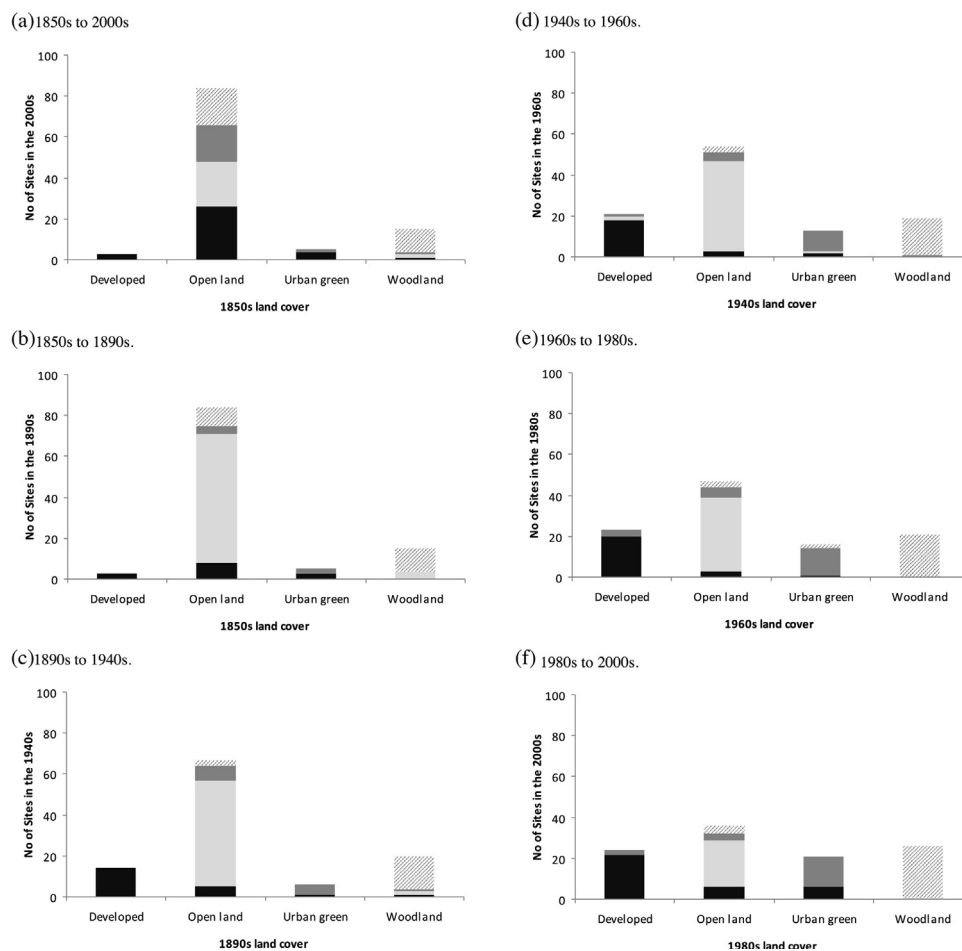 (a) 1850s to 2000s
No of Sites in the 2000s
100
80
60
40
20
0
Developed Open land Urban green Woodland
1850s land cover
(b) 1850s to 1890s.
No of Sites in the 1890s
100
80
60
40
20
0
Developed Open land Urban green Woodland
1850s land cover
(c) 1890s to 1940s.
No of Sites in the 1940s
100
80
60
40
20
0
Developed Open land Urban green Woodland
1890s land cover
(d) 1940s to 1960s.
No of Sites in the 1960s
100
80
60
40
20
0
Developed Open land Urban green Woodland
1940s land cover
(e) 1960s to 1980s.
No of Sites in the 1980s
100
80
60
40
20
0
Developed Open land Urban green Woodland
1960s land cover
(f) 1980s to 2000s.
No of Sites in the 2000s
100
80
60
40
20
0
Developed Open land Urban green Woodland
1980s land cover